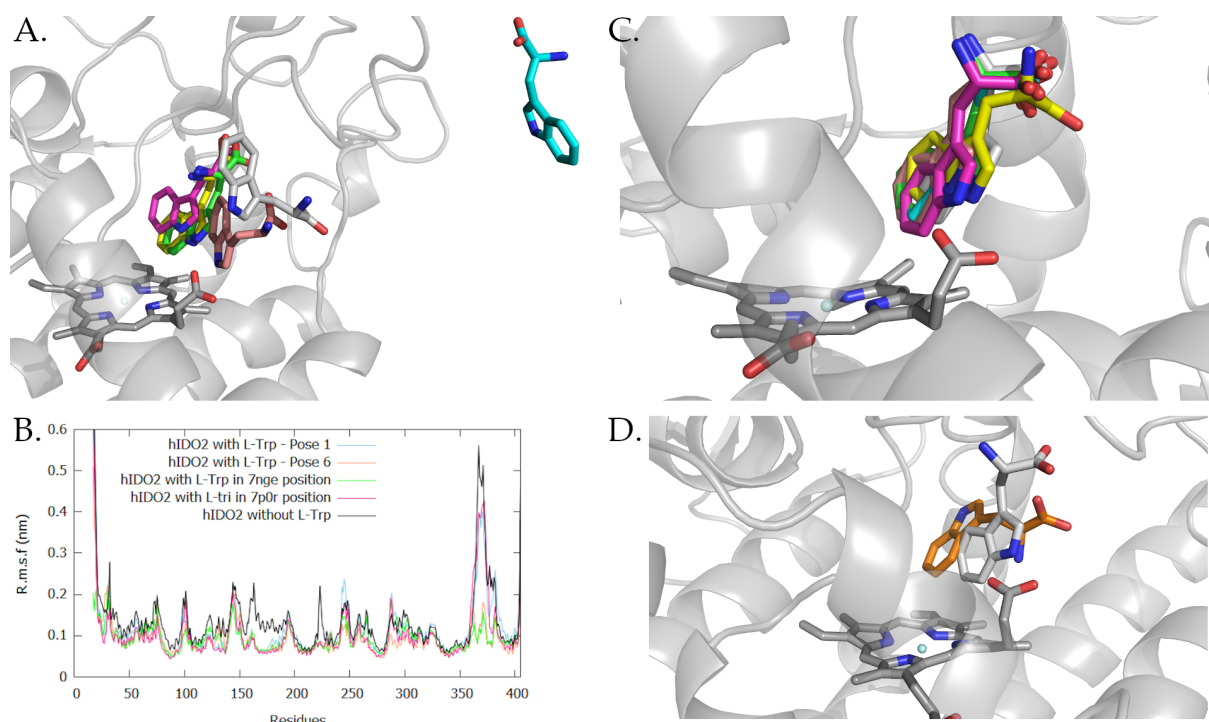 A.
C.
B.
0.6
0.5
0.4
0.3
0.2
0.1
0
R.m.s.f (nm)
hIDO2 with L-Trp - Pose 1
hIDO2 with L-Trp - Pose 6
hIDO2 with L-Trp in 7nge position
hIDO2 with L-tri in 7p0r position
hIDO2 without L-Trp
0 50 100 150 200 250 300 350 400
Residues
D.